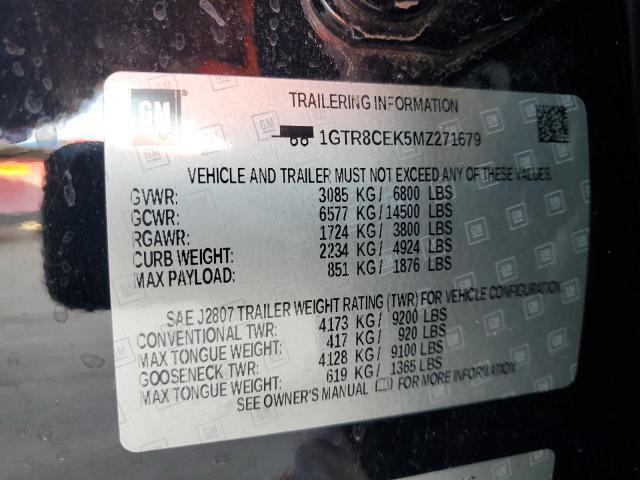 GM
TRAILERING INFORMATION
1GTR8CEK5MZ271679
VEHICLE AND TRAILER MUST NOT EXCEED ANY OF THESE VALUES.
GVWR: 3085 KG/ 6800 LBS
GCWR: 6577 KG/14500 LBS
RGAWR: 1724 KG/ 3800 LBS
CURB WEIGHT: 2234 KG/ 4924 LBS
MAX PAYLOAD: 851 KG/ 1876 LBS
SAE J2807 TRAILER WEIGHT RATING (TWR) FOR VEHICLE CONFIGURATION.
CONVENTIONAL TWR: 4173 KG/ 9200 LBS
MAX TONGUE WEIGHT: 417 KG/ 920 LBS
GOOSENECK TWR: 4128 KG/ 9100 LBS
MAX TONGUE WEIGHT: 619 KG/ 1365 LBS
SEE OWNER'S MANUAL FOR MORE INFORMATION